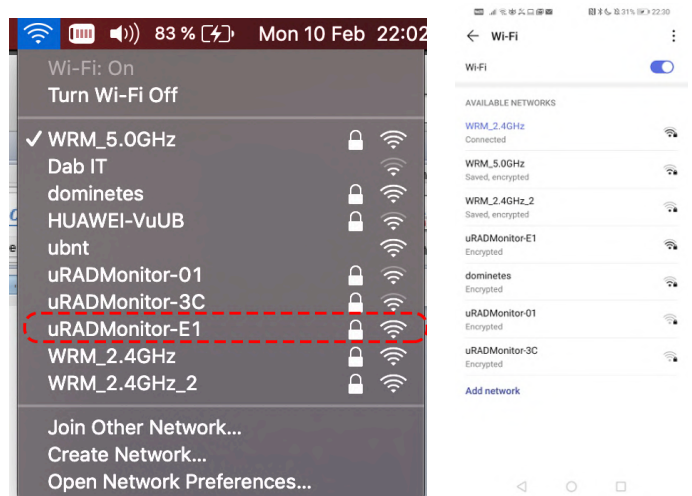 83 % Mon 10 Feb 22:02
Wi-Fi: On
Turn Wi-Fi Off
✓ WRM_5.0GHz
Dab IT
dominetes
HUAWEI-VuUB
ubnt
uRADMonitor-01
uRADMonitor-3C
uRADMonitor-E1
WRM_2.4GHz
WRM_2.4GHz_2
Join Other Network...
Create Network...
Open Network Preferences...
31% 22:30
← Wi-Fi
Wi-Fi
AVAILABLE NETWORKS
WRM_2.4GHz
Connected
WRM_5.0GHz
Saved, encrypted
WRM_2.4GHz_2
Saved, encrypted
uRADMonitor-E1
Encrypted
dominetes
Encrypted
uRADMonitor-01
Encrypted
uRADMonitor-3C
Encrypted
Add network